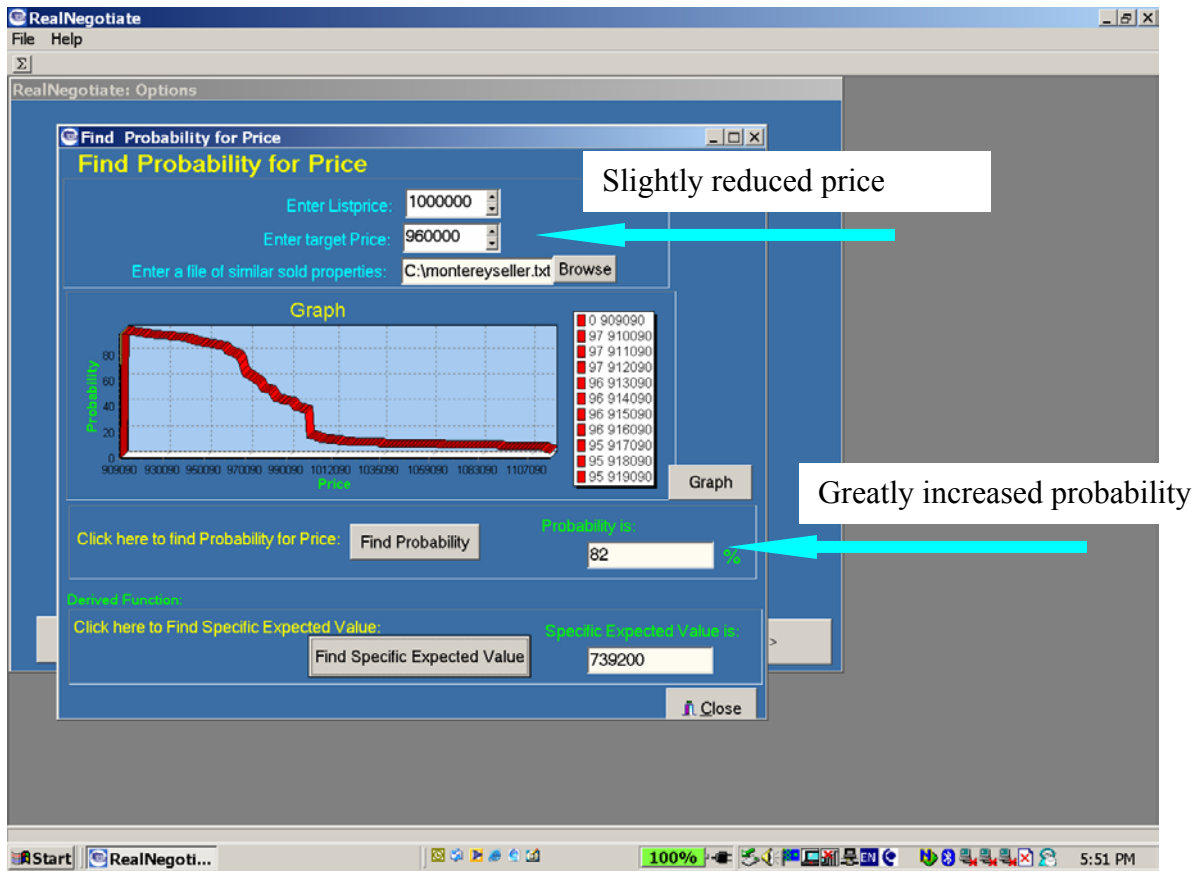 RealNegotiate
File Help
Σ
RealNegotiate: Options
Find Probability for Price
Find Probability for Price
Slightly reduced price
Enter Listprice: 1000000
Enter target Price: 960000
Enter a file of similar sold properties: C:\montereyseller.txt Browse
Graph
Probability
80
60
40
20
0
909090 930090 950090 970090 990090 1012090 1035090 1059090 1083090 1107090
Price
0 909090
97 910090
97 911090
97 912090
96 913090
96 914090
96 915090
96 916090
95 917090
95 918090
95 919090
Graph
Greatly increased probability
Click here to find Probability for Price: Find Probability
Probability is:
82 %
Derived Function:
Click here to Find Specific Expected Value:
Find Specific Expected Value
Specific Expected Value is:
739200
>
Close
Start RealNegoti... 100% EN 5:51 PM